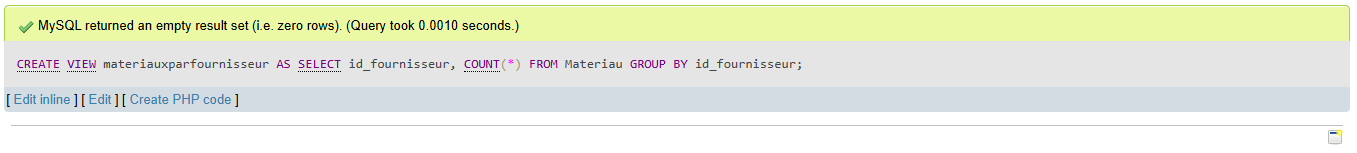 MySQL returned an empty result set (i.e. zero rows). (Query took 0.0010 seconds.)
CREATE VIEW materiauxparfournisseur AS SELECT id_fournisseur, COUNT(*) FROM Materiau GROUP BY id_fournisseur;
[ Edit inline ] [ Edit ] [ Create PHP code ]